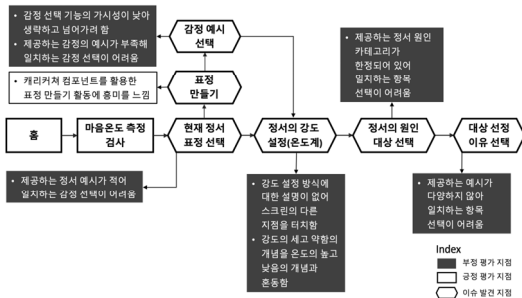 • 감정 선택 기능의 가시성이 낮아
생략하고 넘어가려 함
• 제공하는 감정의 예시가 부족해
일치하는 감정 선택이 어려움
감정 예시
선택
• 제공하는 정서 원인
카테고리가
한정되어 있어
일치하는 항목
선택이 어려움
• 캐리커쳐 컴포넌트를 활용한
표정 만들기 활동에 흥미를 느낌
표정
만들기
홈
마음온도 측정
검사
현재 정서
표정 선택
정서의 강도
설정(온도계)
정서의 원인
대상 선택
대상 선정
이유 선택
• 제공하는 정서 예시가 적어
일치하는 감정 선택이 어려움
• 강도 설정 방식에
대한 설명이 없어
스크린의 다른
지점을 터치함
• 강도의 세고 약함의
개념을 온도의 높고
낮음의 개념과
혼동함
• 제공하는 예시가
다양하지 않아
일치하는 항목
선택이 어려움
Index
부정 평가 지점
긍정 평가 지점
이슈 발견 지점